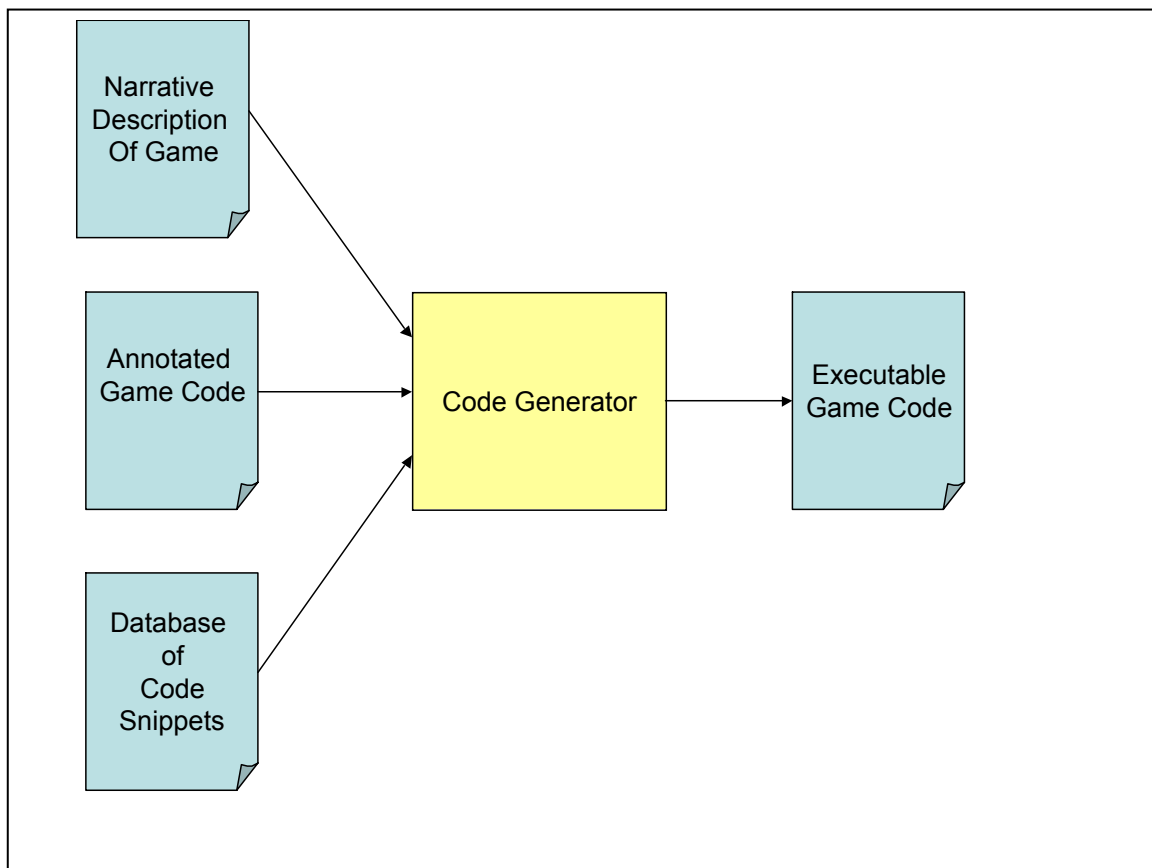 Narrative
Description
Of Game
Annotated
Game Code
Database
of
Code
Snippets
Code Generator
Executable
Game Code